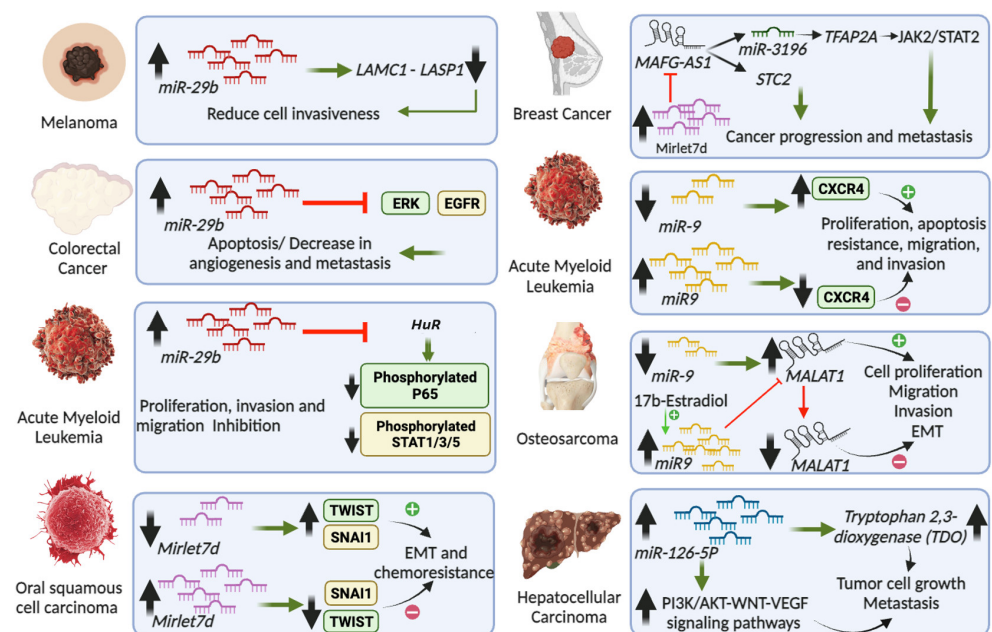 miR-29b
LAMC1 - LASP1
Reduce cell invasiveness
Melanoma
miR-29b
ERK
EGFR
Apoptosis/ Decrease in
angiogenesis and metastasis
Colorectal
Cancer
miR-29b
HuR
Phosphorylated
P65
Phosphorylated
STAT1/3/5
Proliferation, invasion and
migration Inhibition
Acute Myeloid
Leukemia
Mirlet7d
TWIST
SNAI1
EMT and
chemoresistance
Mirlet7d
SNAI1
TWIST
Oral squamous
cell carcinoma
Breast Cancer
MAFG-AS1
miR-3196
TFAP2A
JAK2/STAT2
STC2
Mirlet7d
Cancer progression and metastasis
Acute Myeloid
Leukemia
miR-9
CXCR4
+
Proliferation, apoptosis
resistance, migration,
and invasion
miR9
CXCR4
−
Osteosarcoma
miR-9
MALAT1
+
Cell proliferation
Migration
Invasion
EMT
17b-Estradiol
+
miR9
MALAT1
−
Hepatocellular
Carcinoma
miR-126-5P
Tryptophan 2,3-
dioxygenase (TDO)
Tumor cell growth
Metastasis
PI3K/AKT-WNT-VEGF
signaling pathways